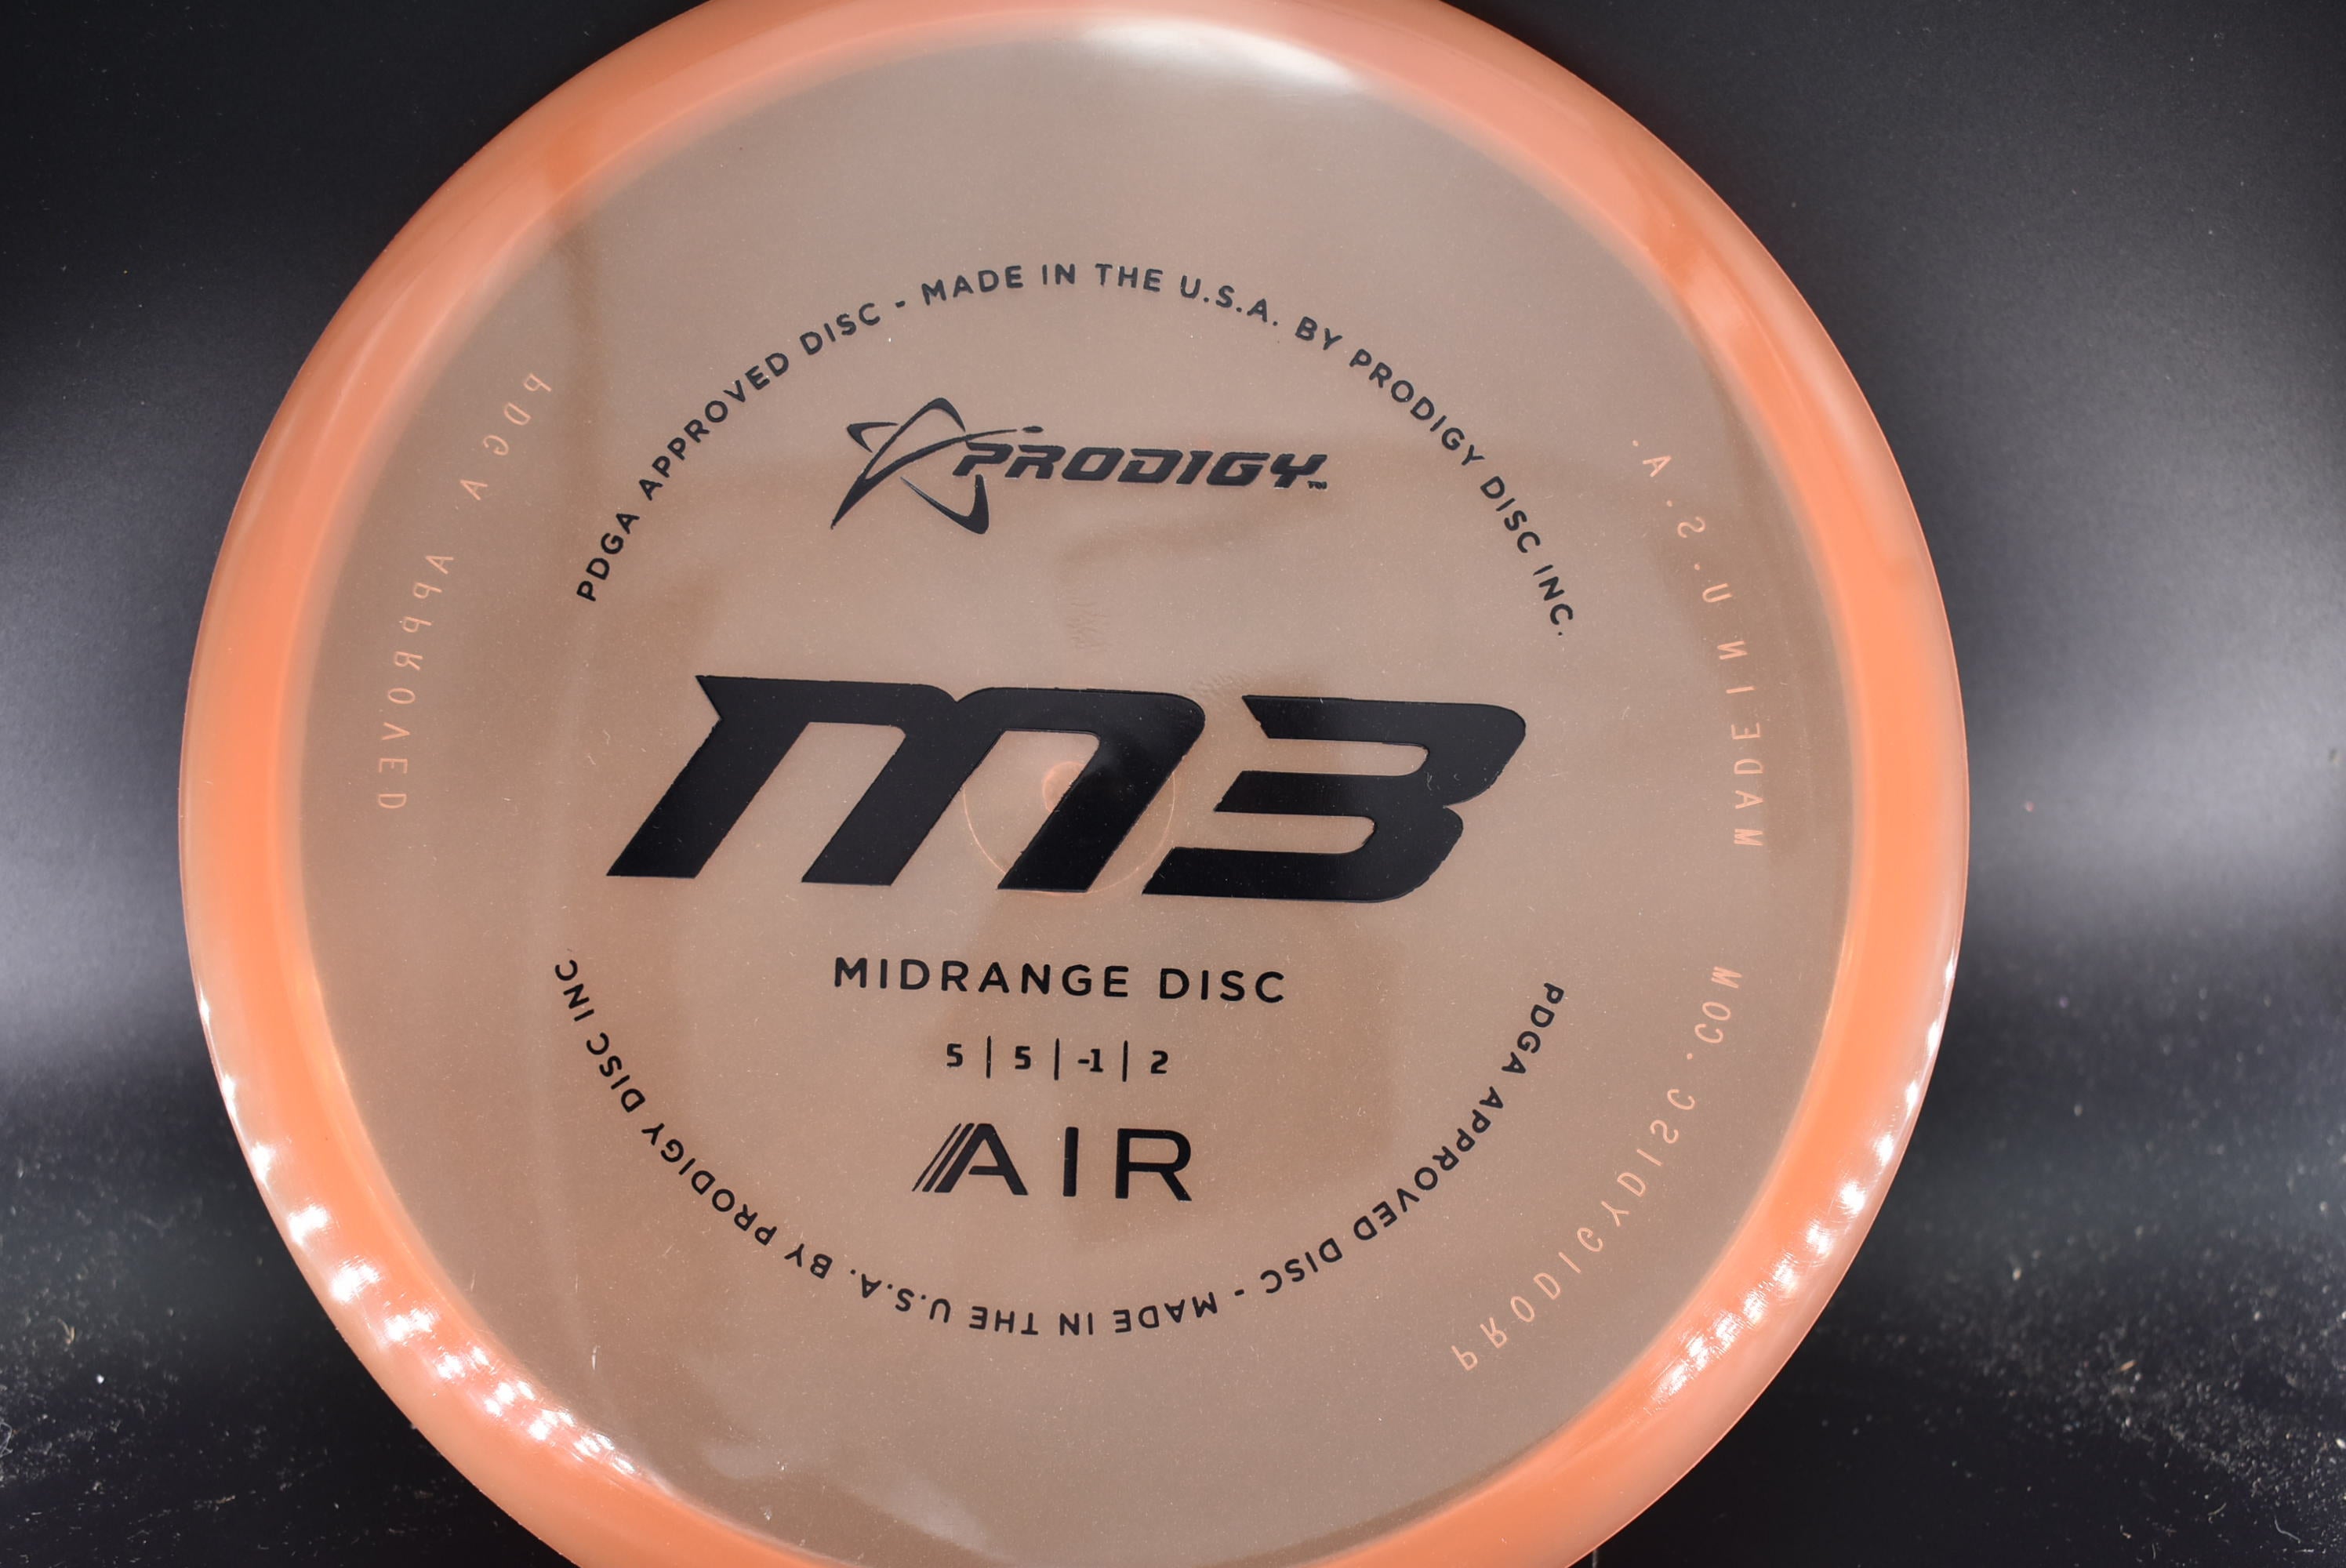 PDGA APPROVED DISC - MADE IN THE U.S.A. BY PRODIGY DISC INC.
PRODIGY™
M3
MIDRANGE DISC
5 | 5 | -1 | 2
AIR
PDGA APPROVED DISC - MADE IN THE U.S.A. BY PRODIGY DISC INC
PDGA APPROVED
MADE IN U.S.A.
PRODIGYDISC.COM